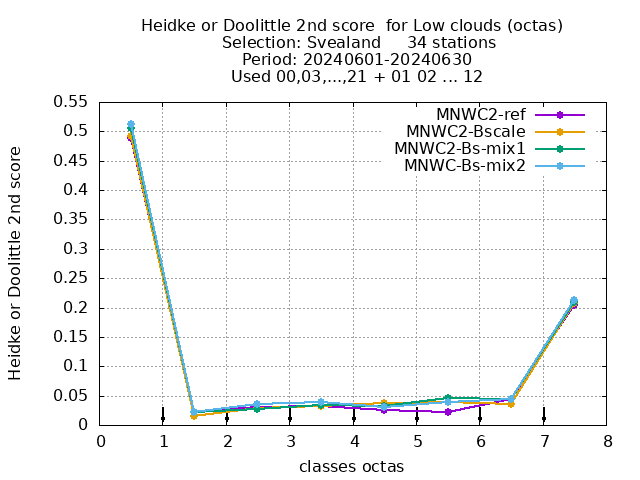 Heidke or Doolittle 2nd score  for Low clouds (octas)
Selection: Svealand     34 stations
Period: 20240601-20240630
Used 00,03,...,21 + 01 02 ... 12
MNWC2-ref
MNWC2-Bscale
MNWC2-Bs-mix1
MNWC-Bs-mix2
Heidke or Doolittle 2nd score
0.55
0.5
0.45
0.4
0.35
0.3
0.25
0.2
0.15
0.1
0.05
0
0 1 2 3 4 5 6 7 8
classes octas